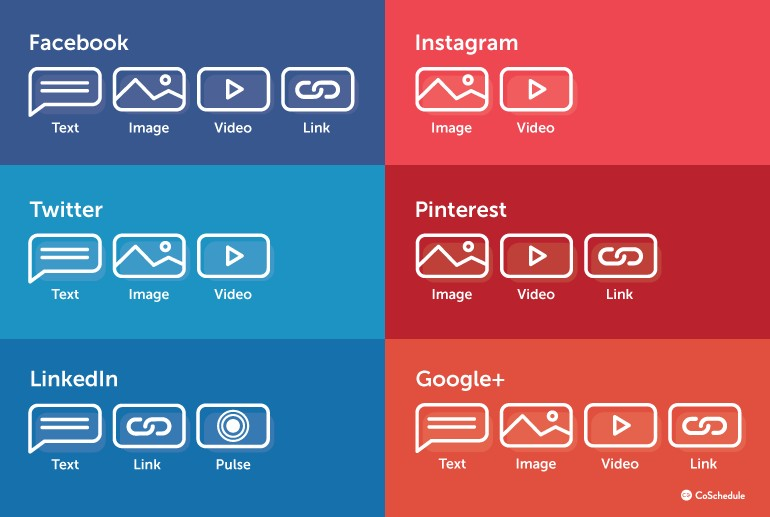 Facebook
Text Image Video Link
Instagram
Image Video
Twitter
Text Image Video
Pinterest
Image Video Link
LinkedIn
Text Link Pulse
Google+
Text Image Video Link
CoSchedule